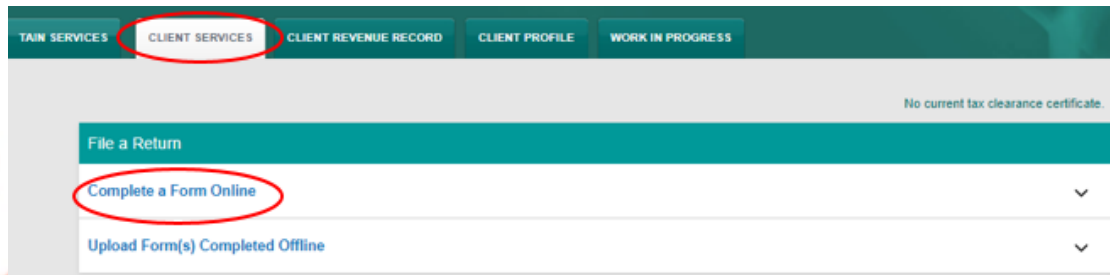 TAIN SERVICES CLIENT SERVICES CLIENT REVENUE RECORD CLIENT PROFILE WORK IN PROGRESS
No current tax clearance certificate.
File a Return
Complete a Form Online
Upload Form(s) Completed Offline